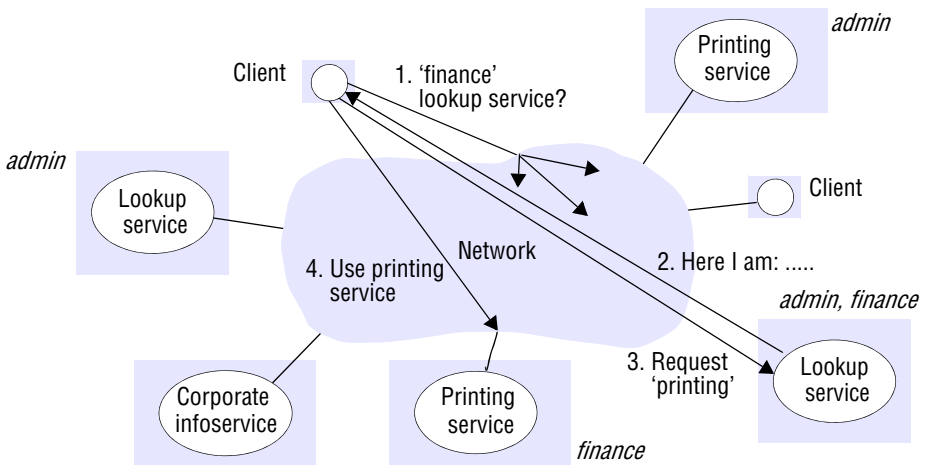 admin
Printing
service
Client
1. ‘finance’
lookup service?
admin
Lookup
service
Client
Network
4. Use printing
service
2. Here I am: .....
admin, finance
3. Request
‘printing’
Lookup
service
Corporate
infoservice
Printing
service
finance